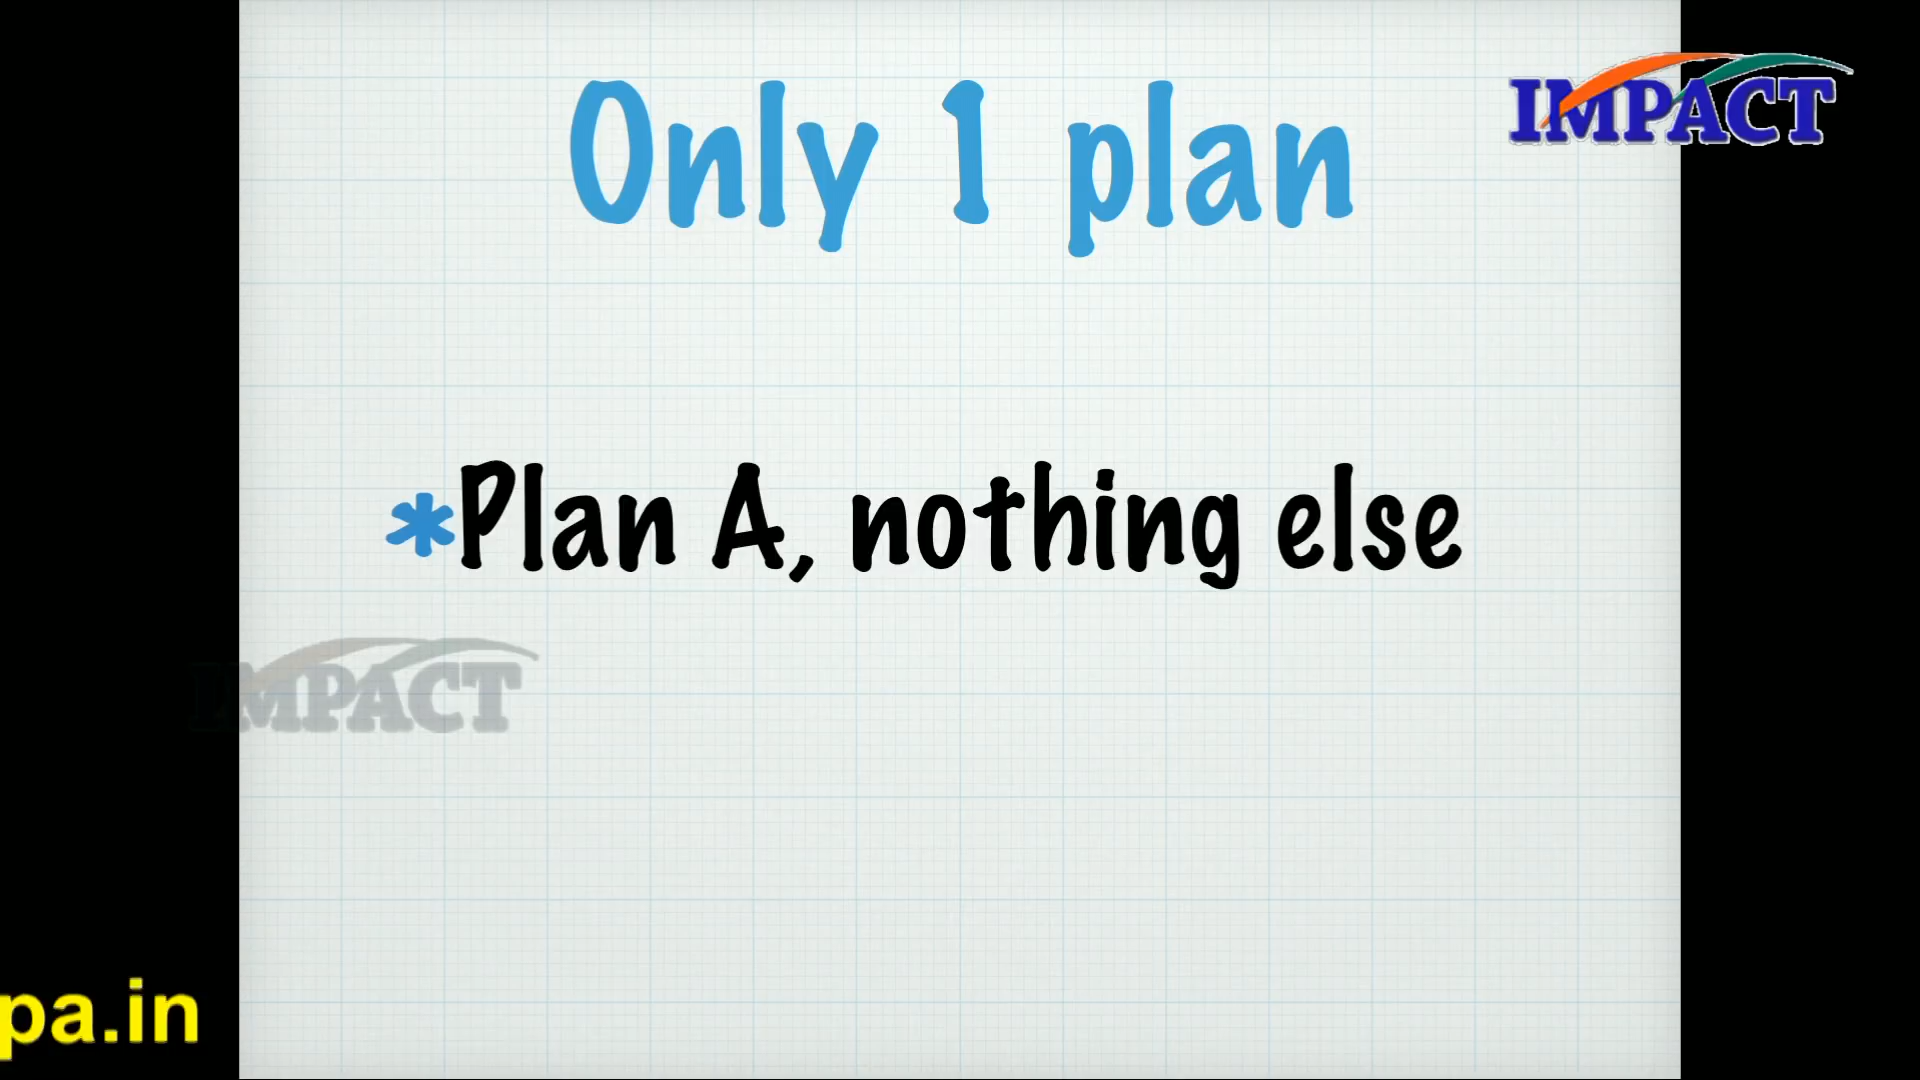 Only 1 plan
IMPACT
*Plan A, nothing else
IMPACT
pa.in